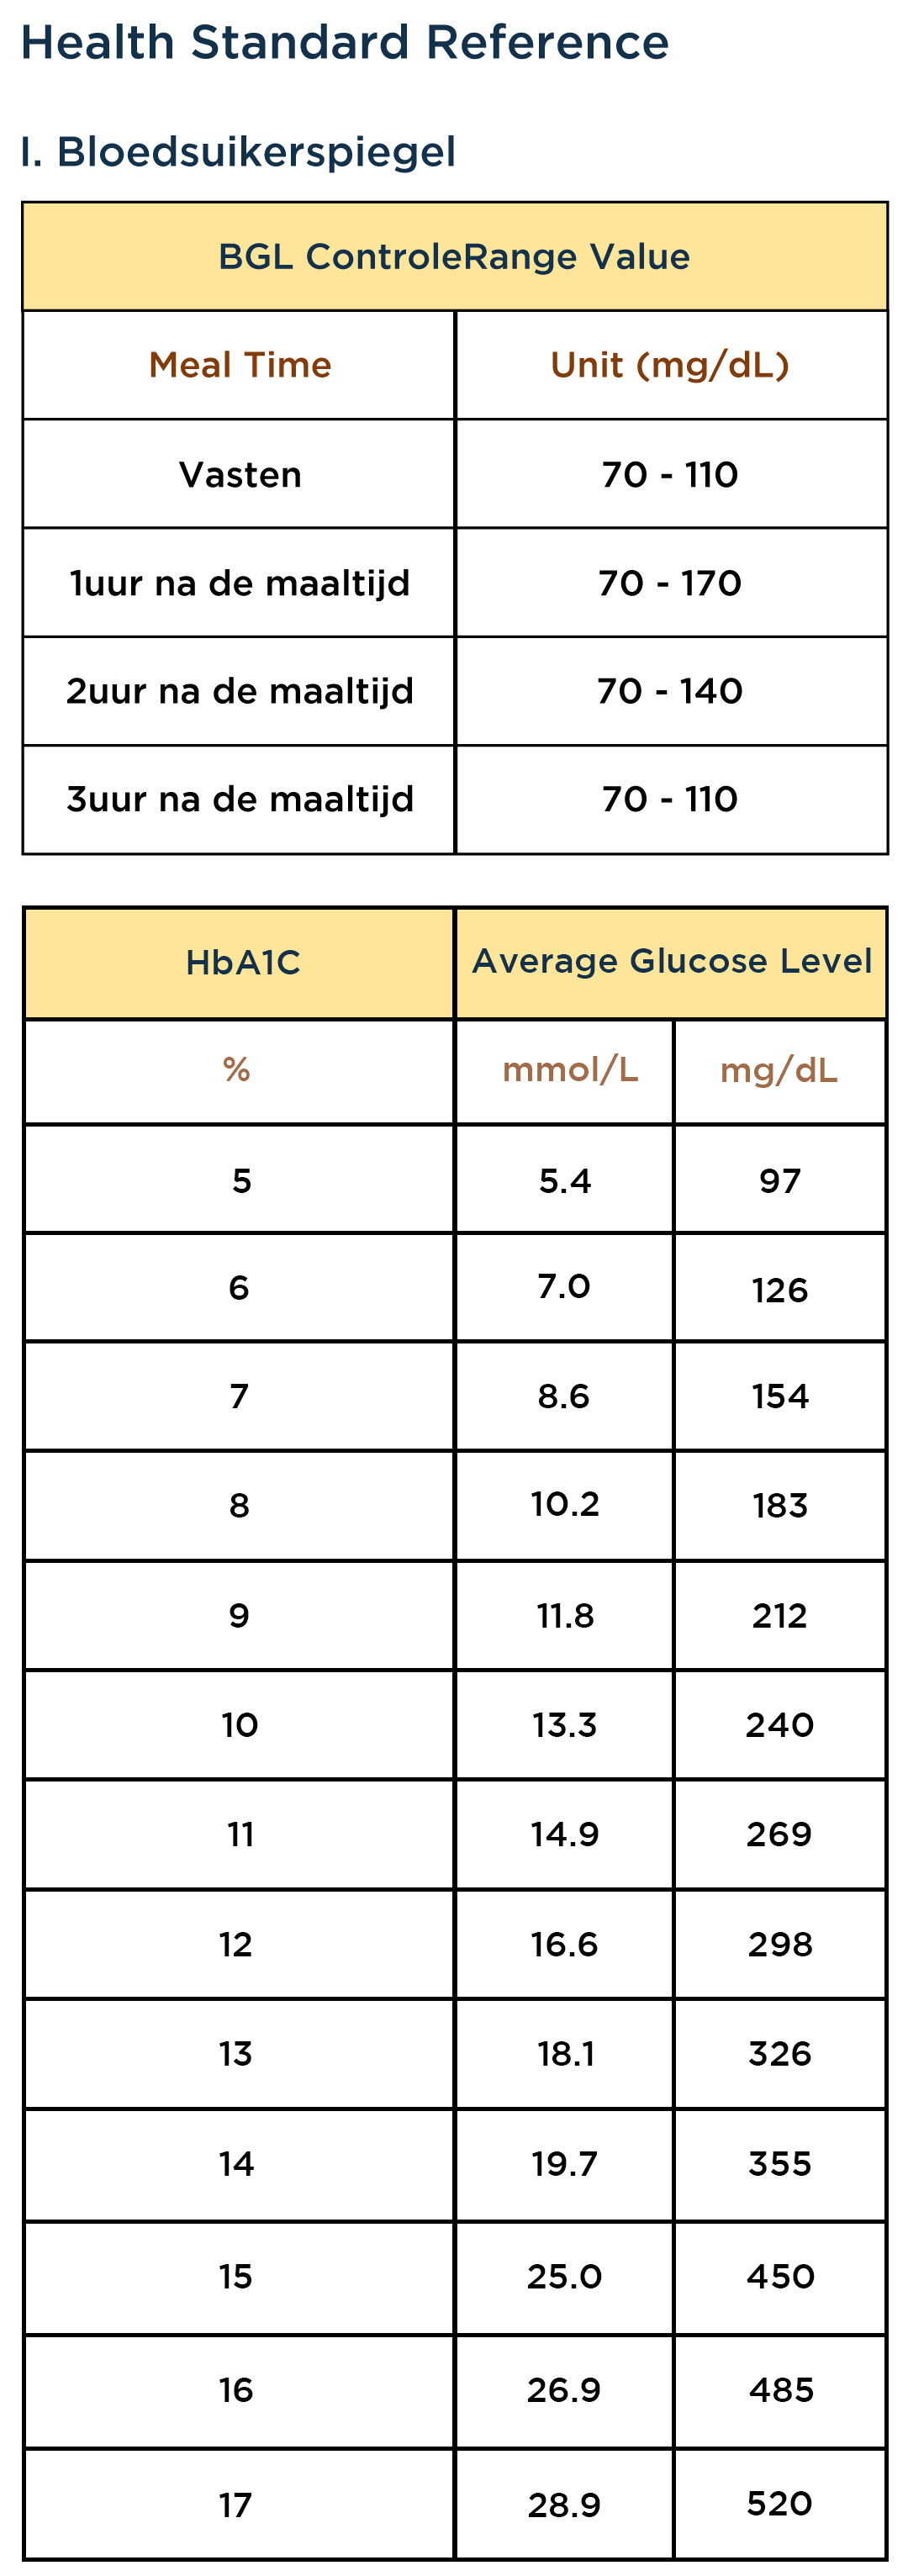 Health Standard Reference
I. Bloedsuikerspiegel
BGL ControleRange Value
Meal Time Unit (mg/dL)
Vasten 70 - 110
1uur na de maaltijd 70 - 170
2uur na de maaltijd 70 - 140
3uur na de maaltijd 70 - 110
HbA1C Average Glucose Level
% mmol/L mg/dL
5 5.4 97
6 7.0 126
7 8.6 154
8 10.2 183
9 11.8 212
10 13.3 240
11 14.9 269
12 16.6 298
13 18.1 326
14 19.7 355
15 25.0 450
16 26.9 485
17 28.9 520